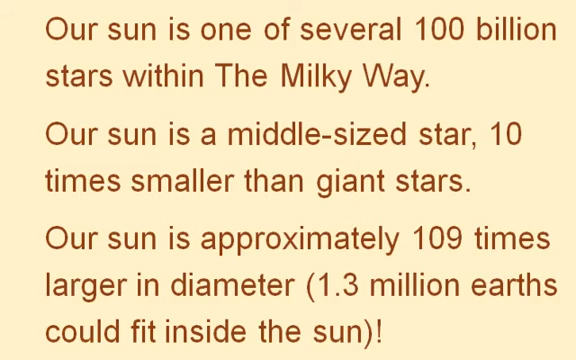 Our sun is one of several 100 billion
stars within The Milky Way.
Our sun is a middle-sized star, 10
times smaller than giant stars.
Our sun is approximately 109 times
larger in diameter (1.3 million earths
could fit inside the sun)!